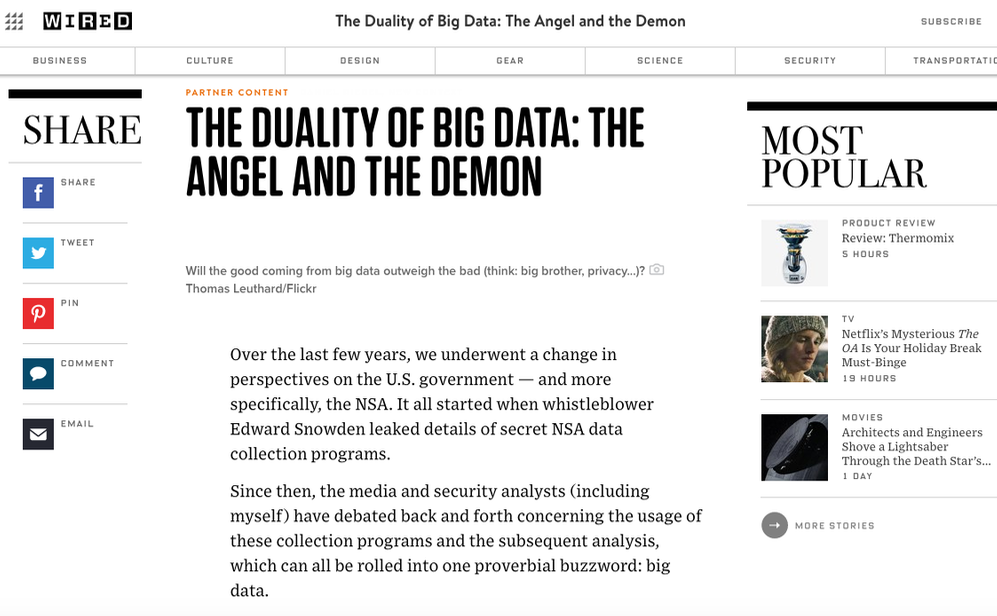 WIRED
The Duality of Big Data: The Angel and the Demon
SUBSCRIBE
BUSINESS
CULTURE
DESIGN
GEAR
SCIENCE
SECURITY
TRANSPORTATIO
SHARE
SHARE
TWEET
PIN
COMMENT
EMAIL
PARTNER CONTENT
THE DUALITY OF BIG DATA: THE
ANGEL AND THE DEMON
Will the good coming from big data outweigh the bad (think: big brother, privacy...)?
Thomas Leuthard/Flickr
Over the last few years, we underwent a change in
perspectives on the U.S. government — and more
specifically, the NSA. It all started when whistleblower
Edward Snowden leaked details of secret NSA data
collection programs.
Since then, the media and security analysts (including
myself) have debated back and forth concerning the usage of
these collection programs and the subsequent analysis,
which can all be rolled into one proverbial buzzword: big
data.
MOST
POPULAR
PRODUCT REVIEW
Review: Thermomix
5 HOURS
TV
Netflix's Mysterious The
OA Is Your Holiday Break
Must-Binge
19 HOURS
MOVIES
Architects and Engineers
Shove a Lightsaber
Through the Death Star's...
1 DAY
MORE STORIES